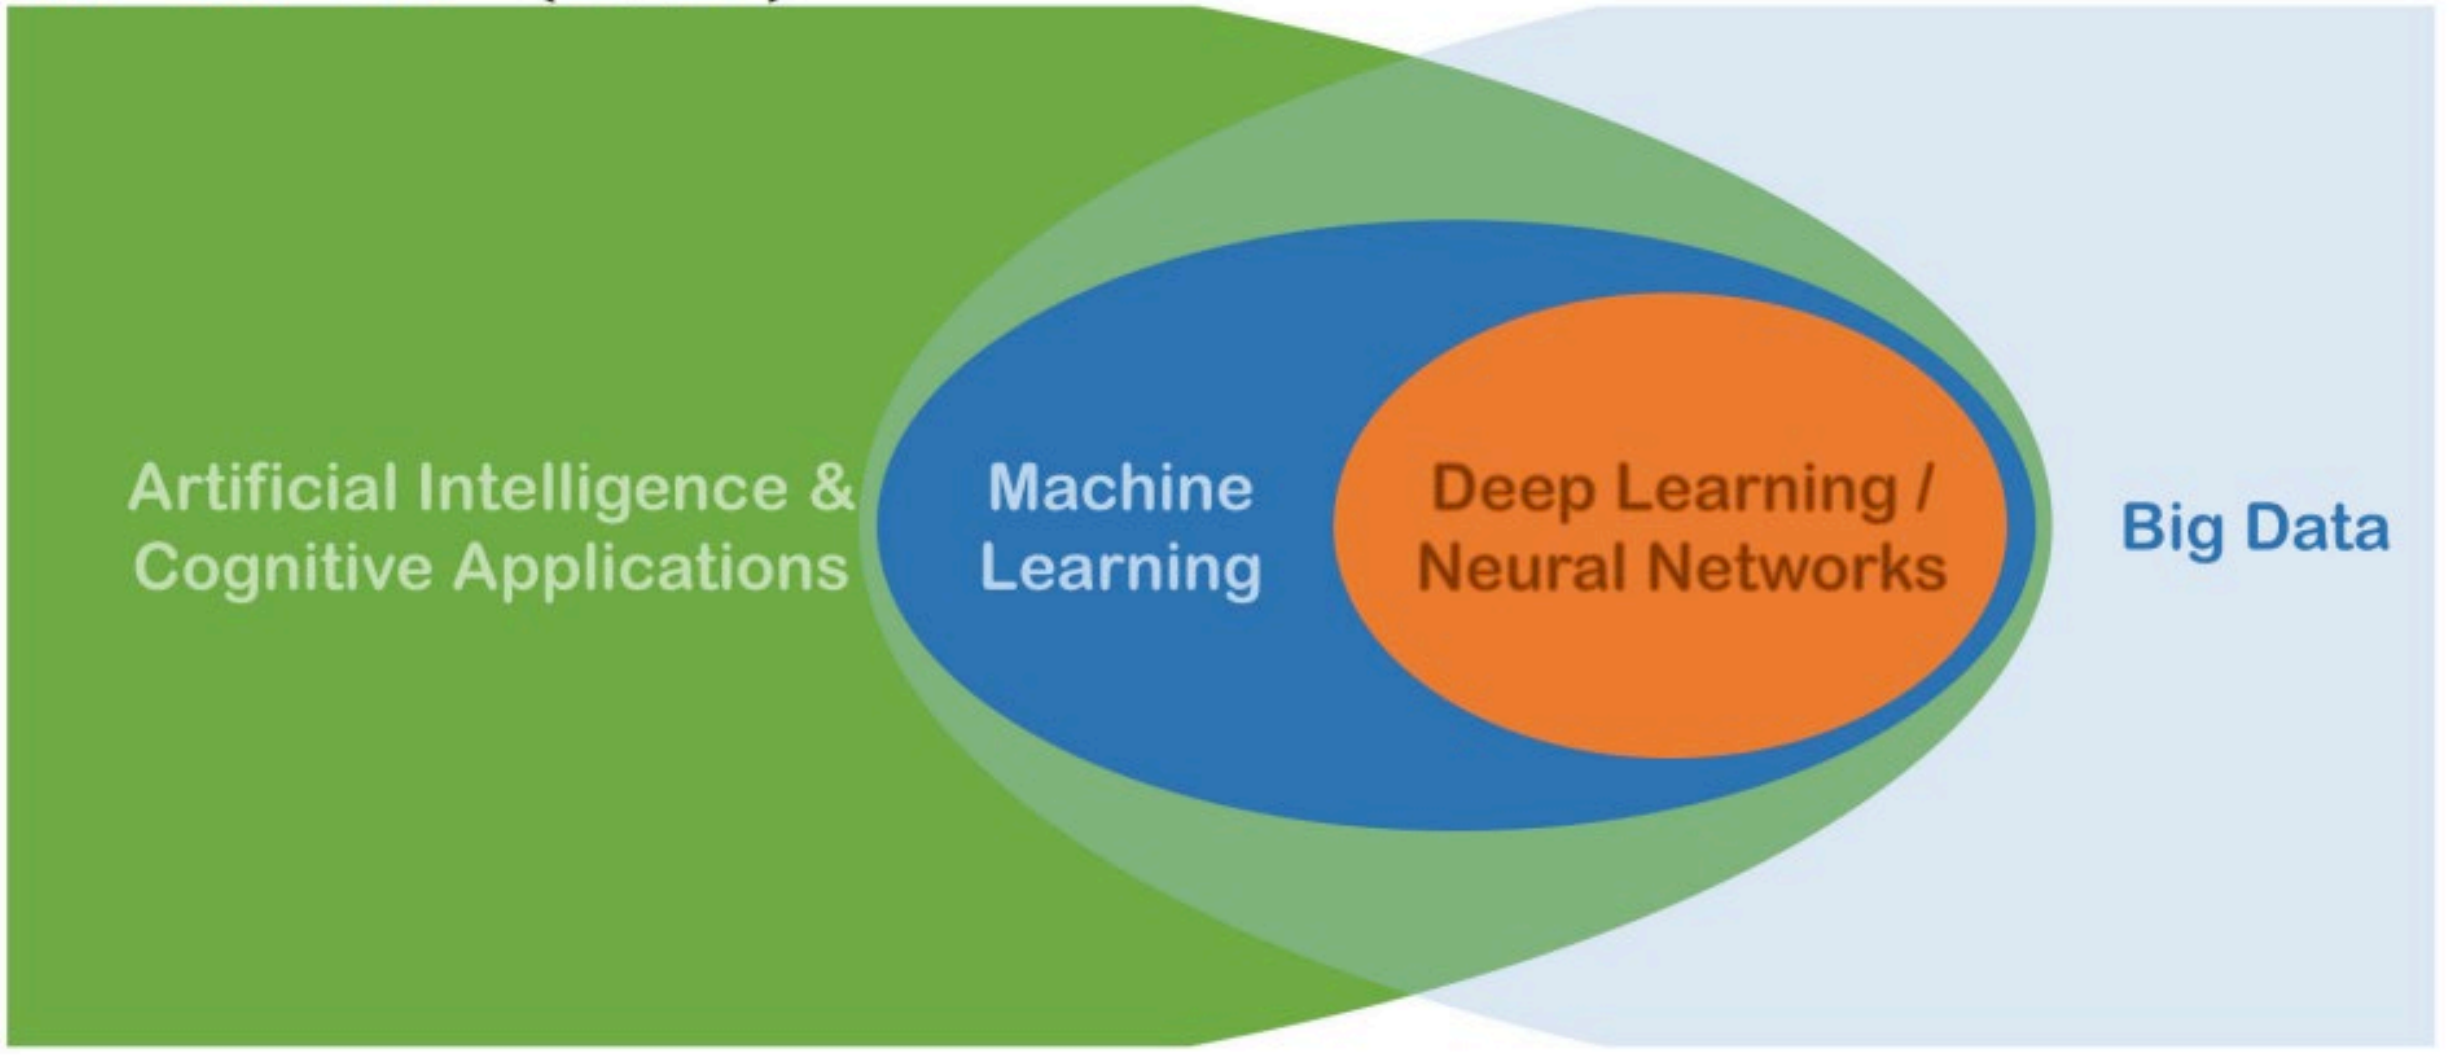 Artificial Intelligence &
Cognitive Applications
Machine
Learning
Deep Learning /
Neural Networks
Big Data